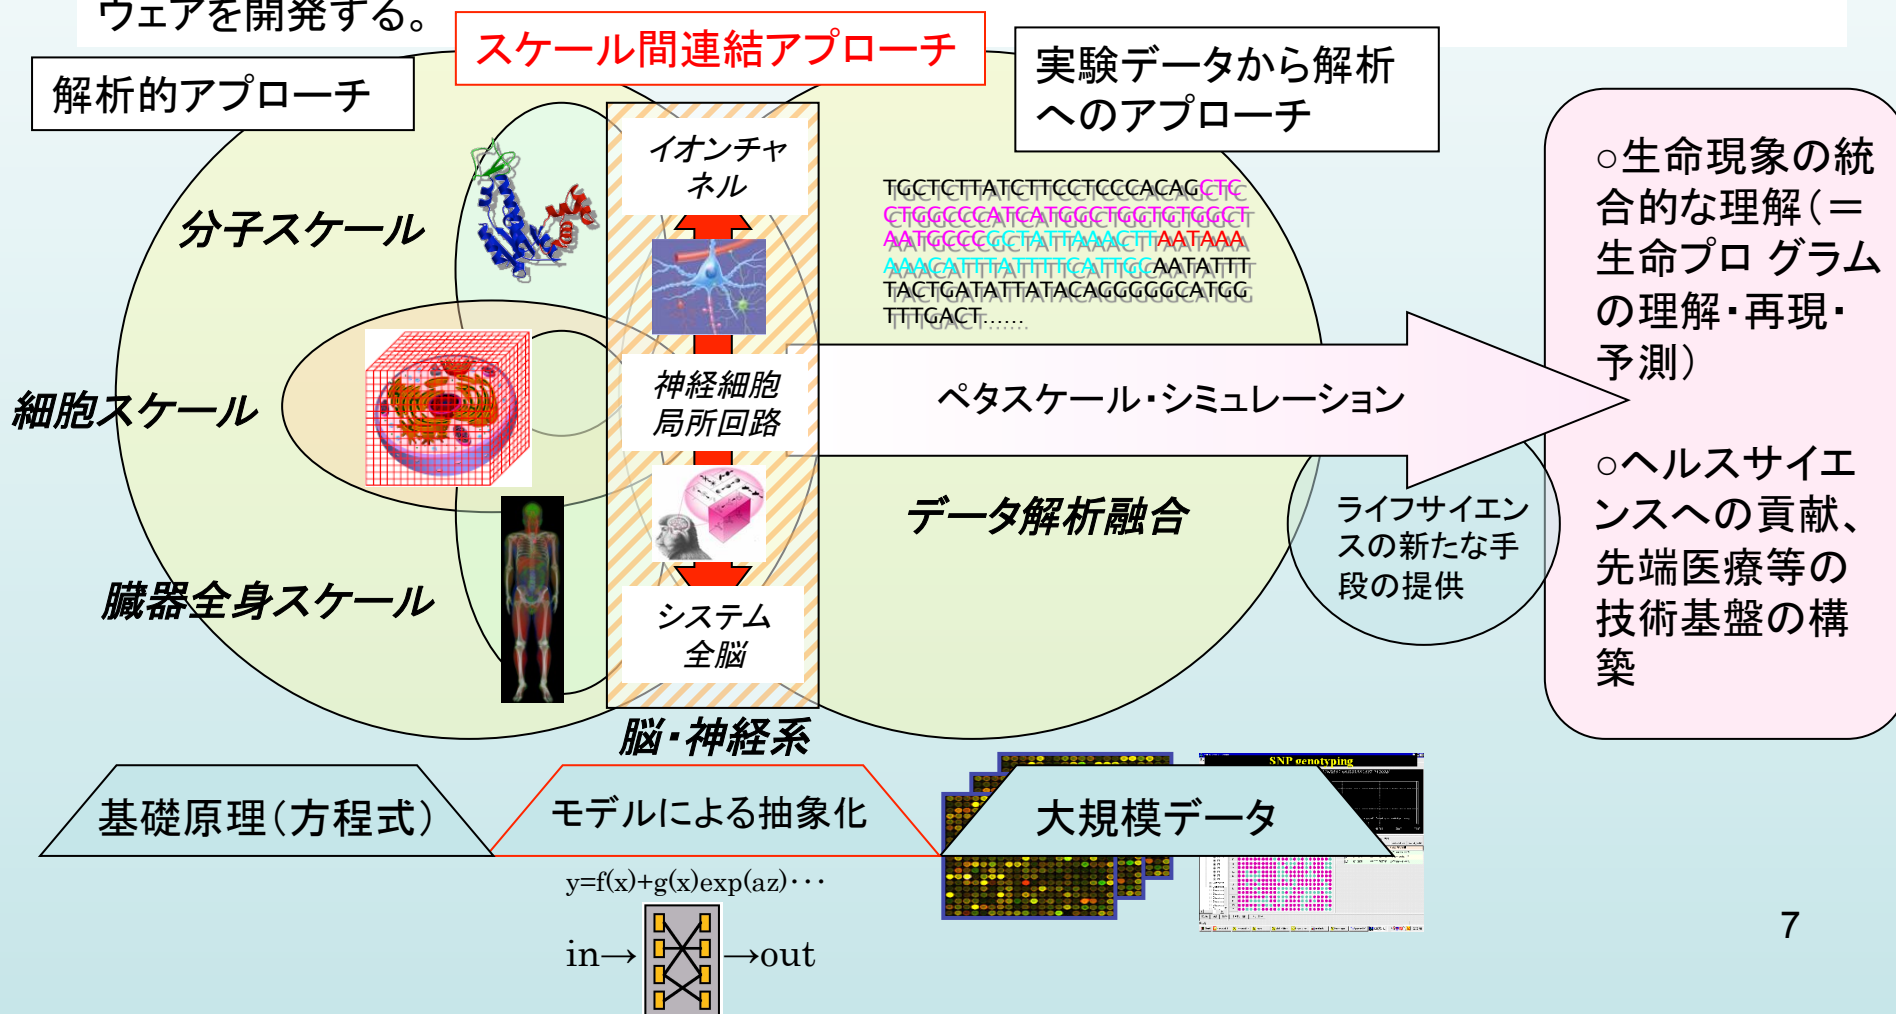 ウェアを開発する。
スケール間連結アプローチ
解析的アプローチ
実験データから解析
へのアプローチ
イオンチャ
ネル
分子スケール
TGCTCTTATCTTCCTCCCACAGCTC
CTGGCCCCATCATGGCTGGTGTGGCT
AATGCCCCGCTATTAAACTTAATAAA
AAACATTTATTTTCATTGCAATATTT
TACTGATATTATACAGGGGGCATGG
TTTGACT......
○生命現象の統
合的な理解(＝
生命プロ グラム
の理解・再現・
予測)
細胞スケール
神経細胞
局所回路
ペタスケール・シミュレーション
○ヘルスサイエ
ンスへの貢献、
先端医療等の
技術基盤の構
築
データ解析融合
ライフサイエン
スの新たな手
段の提供
臓器全身スケール
システム
全脳
脳・神経系
基礎原理(方程式)
モデルによる抽象化
大規模データ
SNP genotyping
y=f(x)+g(x)exp(az)・・・
in→ →out
7